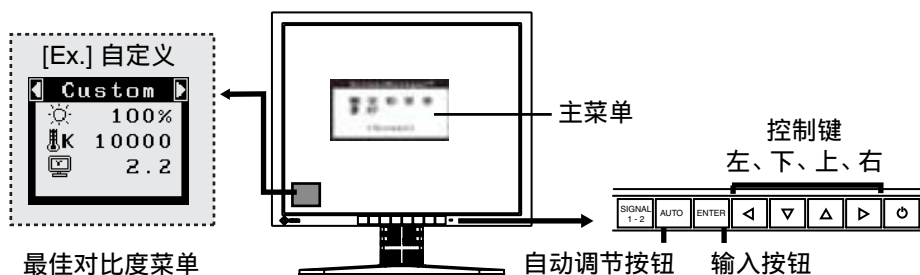 [Ex.] 自定义
Custom
100%
K 10000
2.2
最佳对比度菜单
主菜单
控制键
左、下、上、右
SIGNAL
1 - 2
AUTO
ENTER
自动调节按钮
输入按钮